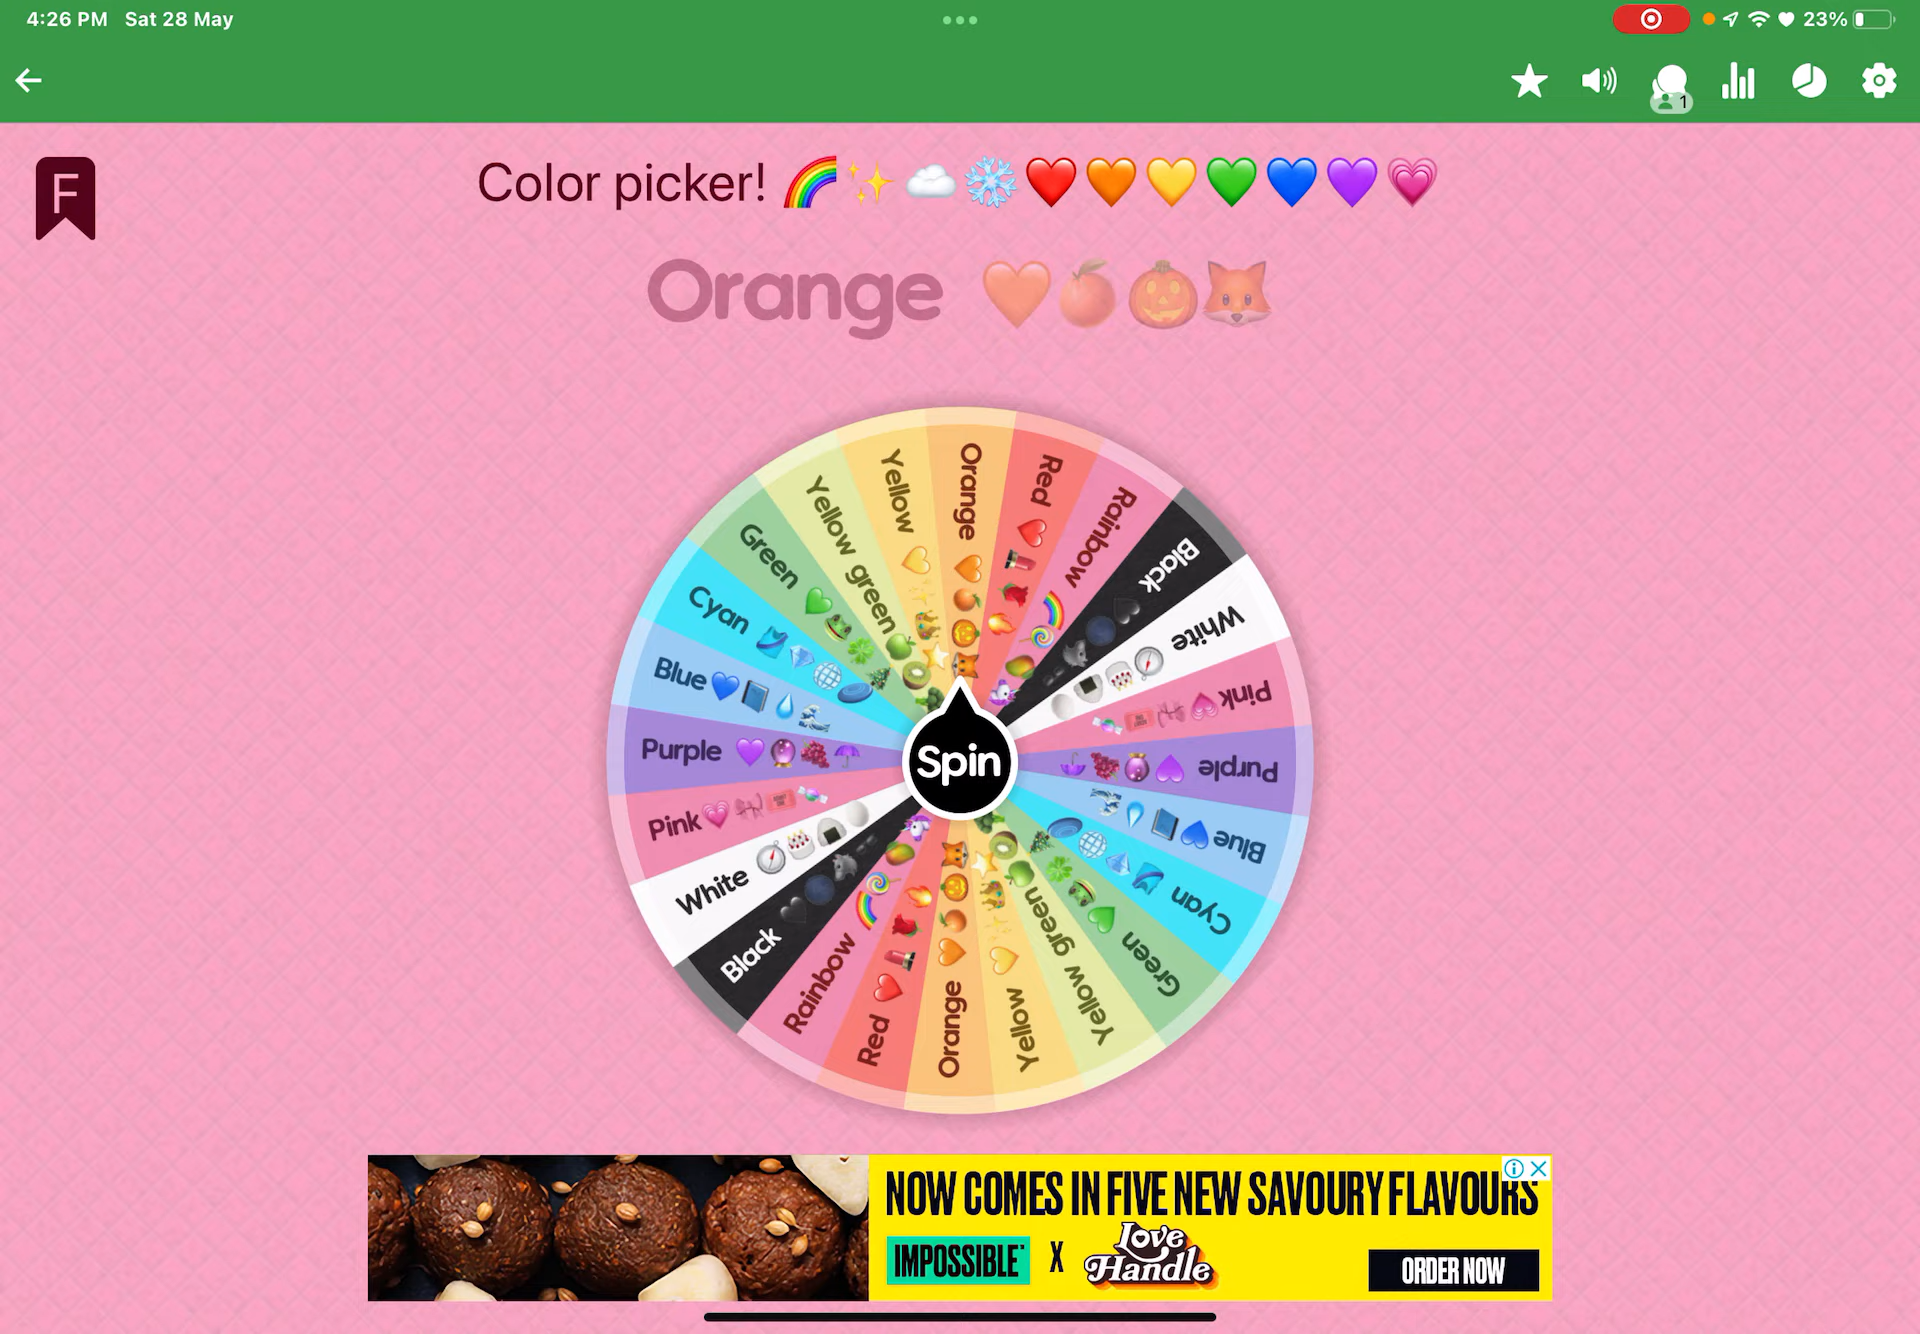 4:26 PM Sat 28 May
23%
1
F
Color picker! 🌈✨☁️❄️❤️🧡💛💚💙💜💗
Orange 🧡🍊🎃🦊
Orange
Red
Rainbow
Black
White
Pink
Purple
Blue
Cyan
Green
Yellow green
Yellow
Orange
Red
Rainbow
Black
White
Pink
Purple
Blue
Cyan
Green
Yellow green
Yellow
Spin
NOW COMES IN FIVE NEW SAVOURY FLAVOURS
IMPOSSIBLE X Love Handle
ORDER NOW